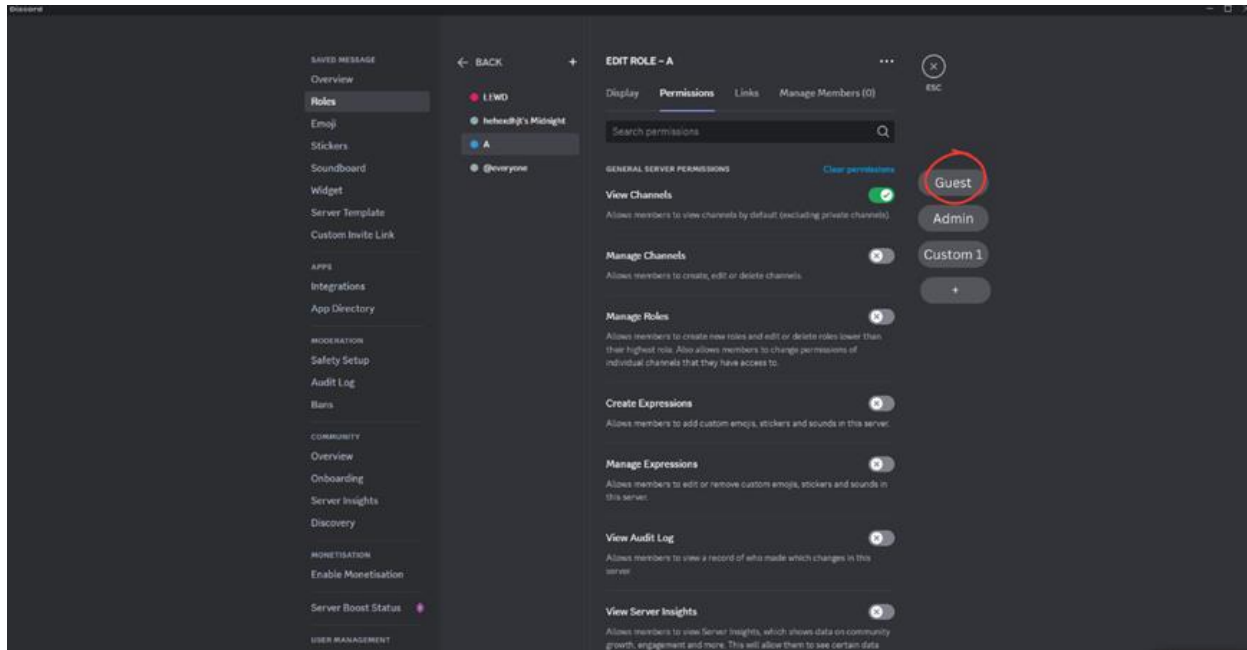 Discord
SAVED MESSAGE
Overview
Roles
Emoji
Stickers
Soundboard
Widget
Server Template
Custom Invite Link
APPS
Integrations
App Directory
MODERATION
Safety Setup
Audit Log
Bans
COMMUNITY
Overview
Onboarding
Server Insights
Discovery
MONETISATION
Enable Monetisation
Server Boost Status
USER MANAGEMENT
BACK +
LEWD
A
@everyone
EDIT ROLE – A
Display Permissions Links Manage Members (0)
Search permissions
GENERAL SERVER PERMISSIONS Clear permissions
View Channels
Allows members to view channels by default (excluding private channels).
Manage Channels
Allows members to create, edit or delete channels.
Manage Roles
Allows members to create new roles and edit or delete roles lower than
their highest role. Also allows members to change permissions of
individual channels that they have access to.
Create Expressions
Allows members to add custom emojis, stickers and sounds in this server.
Manage Expressions
Allows members to edit or remove custom emojis, stickers and sounds in
this server.
View Audit Log
Allows members to view a record of who made which changes in this
server
View Server Insights
Allows members to view Server Insights, which shows data on community
growth, engagement and more. This will allow them to see certain data
ESC
Guest
Admin
Custom 1
+